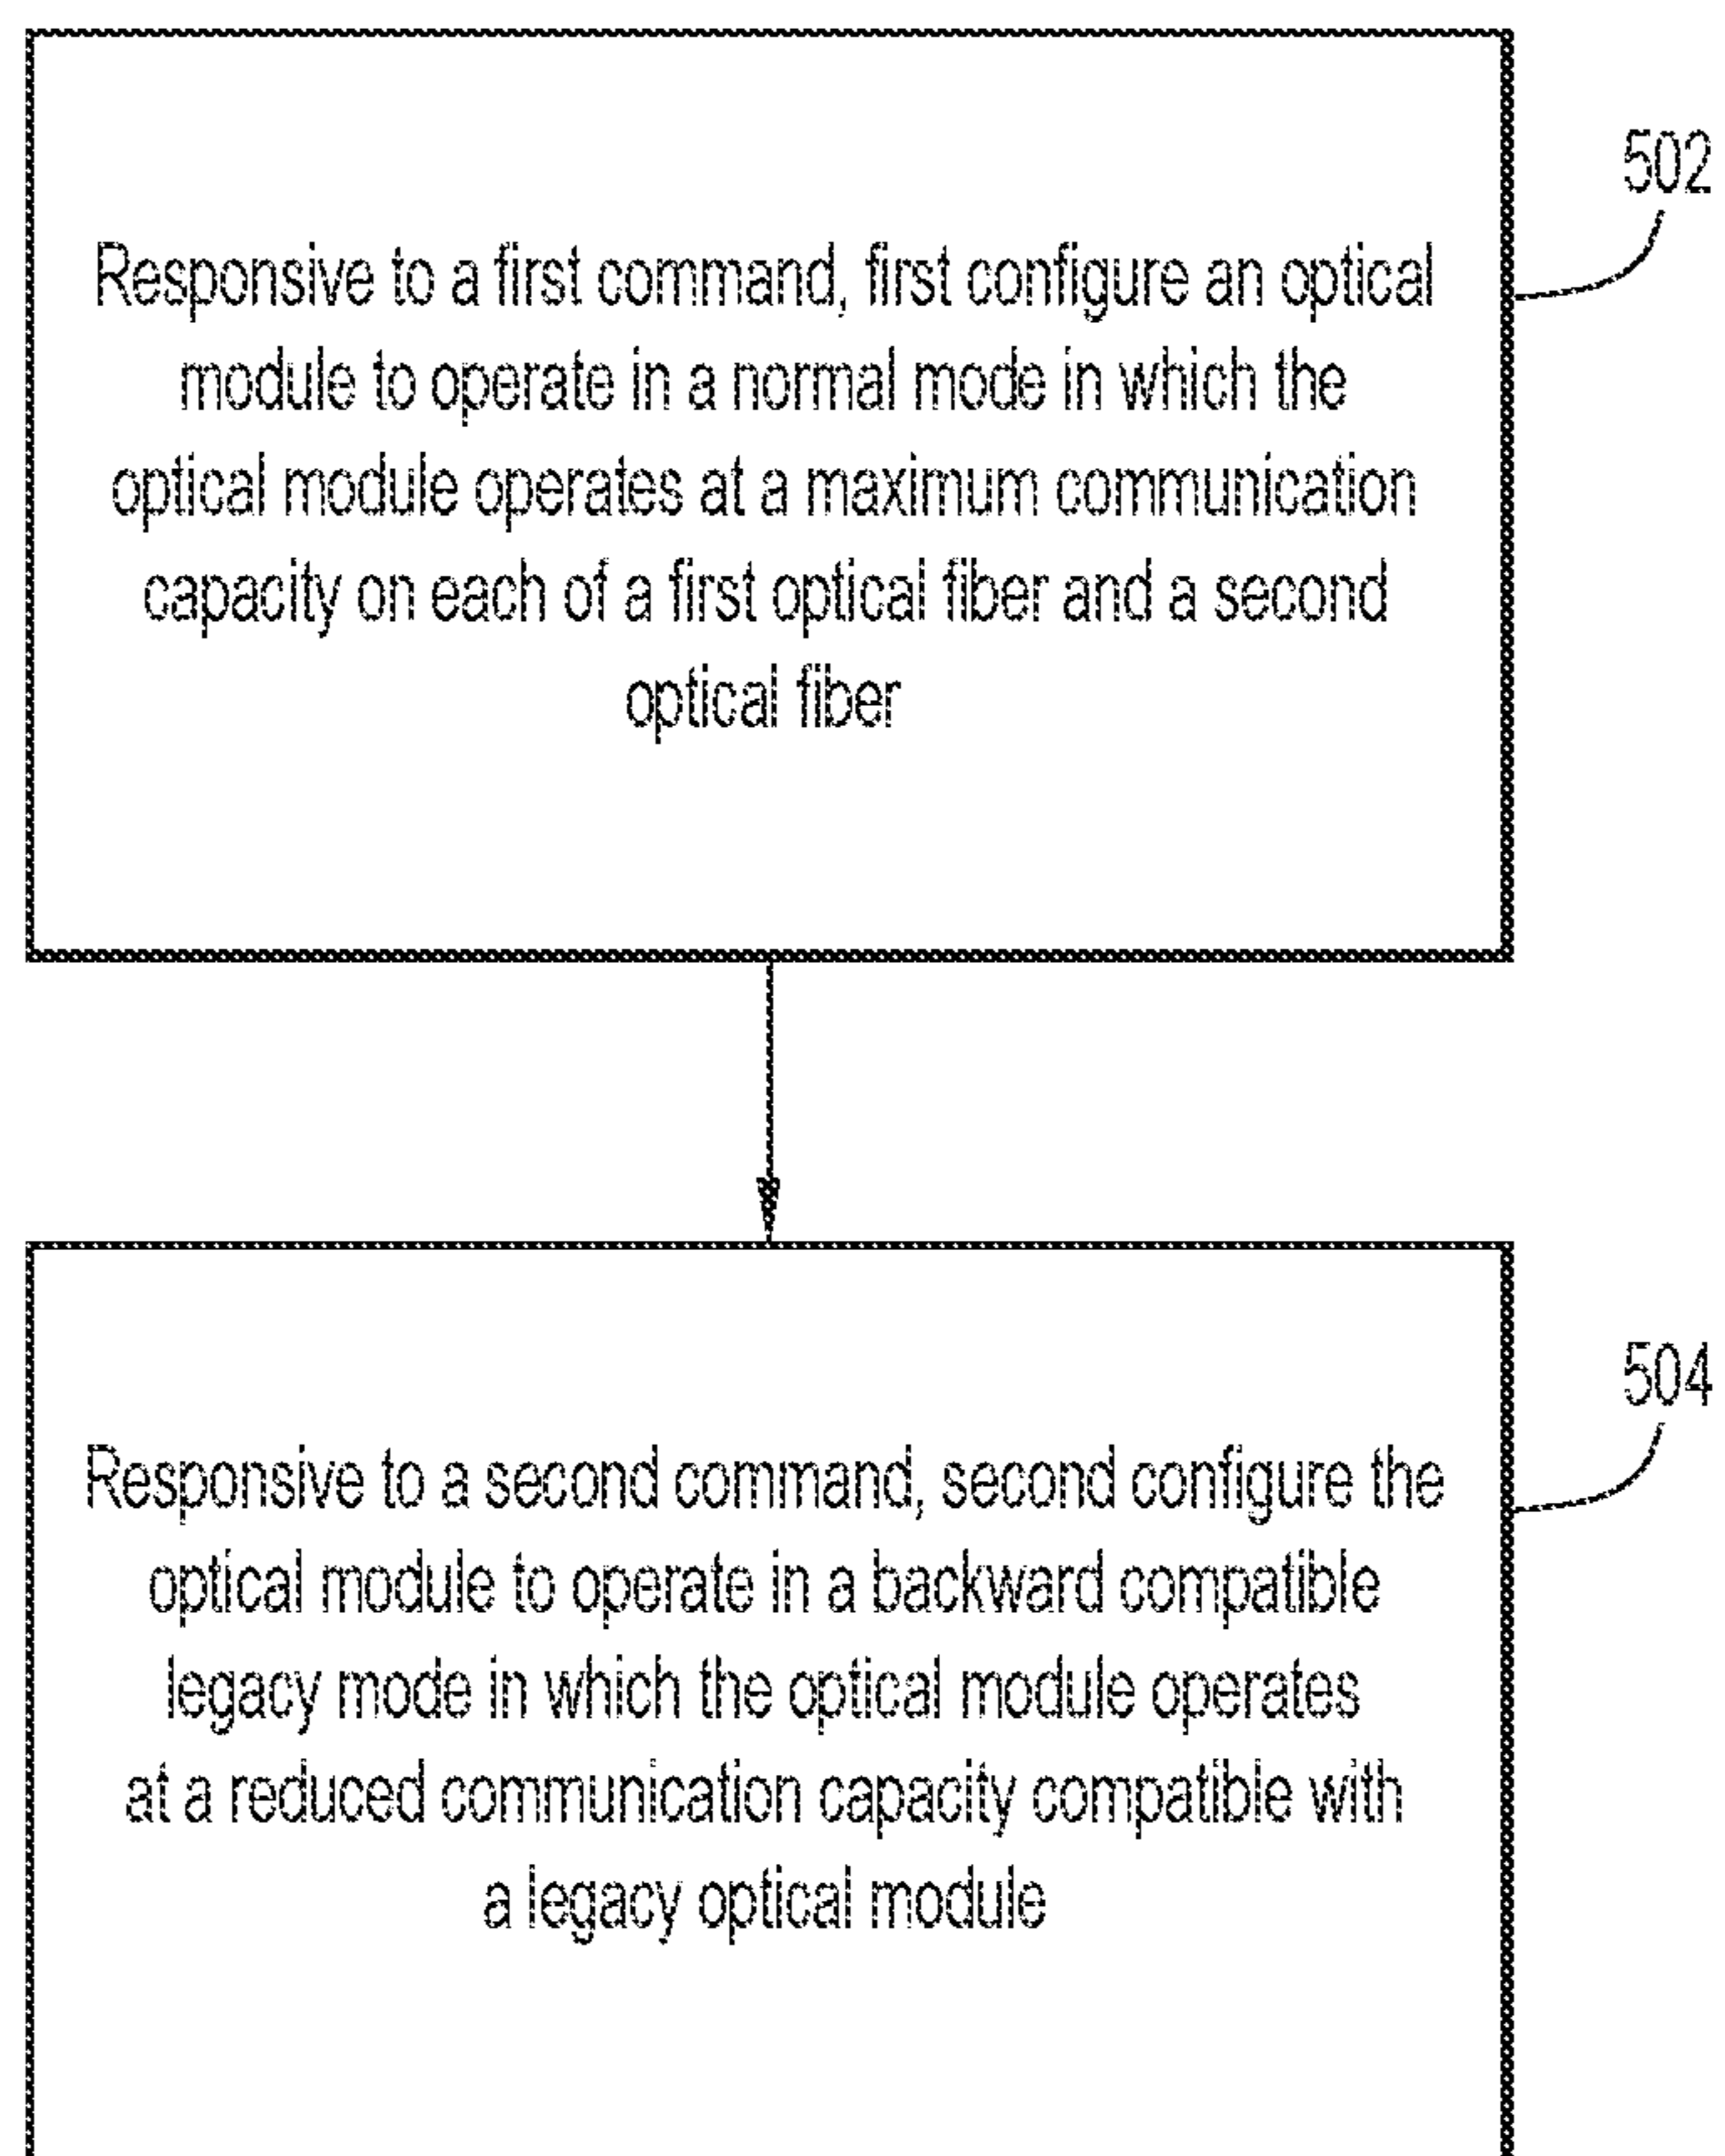 502
Responsive to a first command, first configure an optical
module to operate in a normal mode in which the
optical module operates at a maximum communication
capacity on each of a first optical fiber and a second
optical fiber
504
Responsive to a second command, second configure the
optical module to operate in a backward compatible
legacy mode in which the optical module operates
at a reduced communication capacity compatible with
a legacy optical module